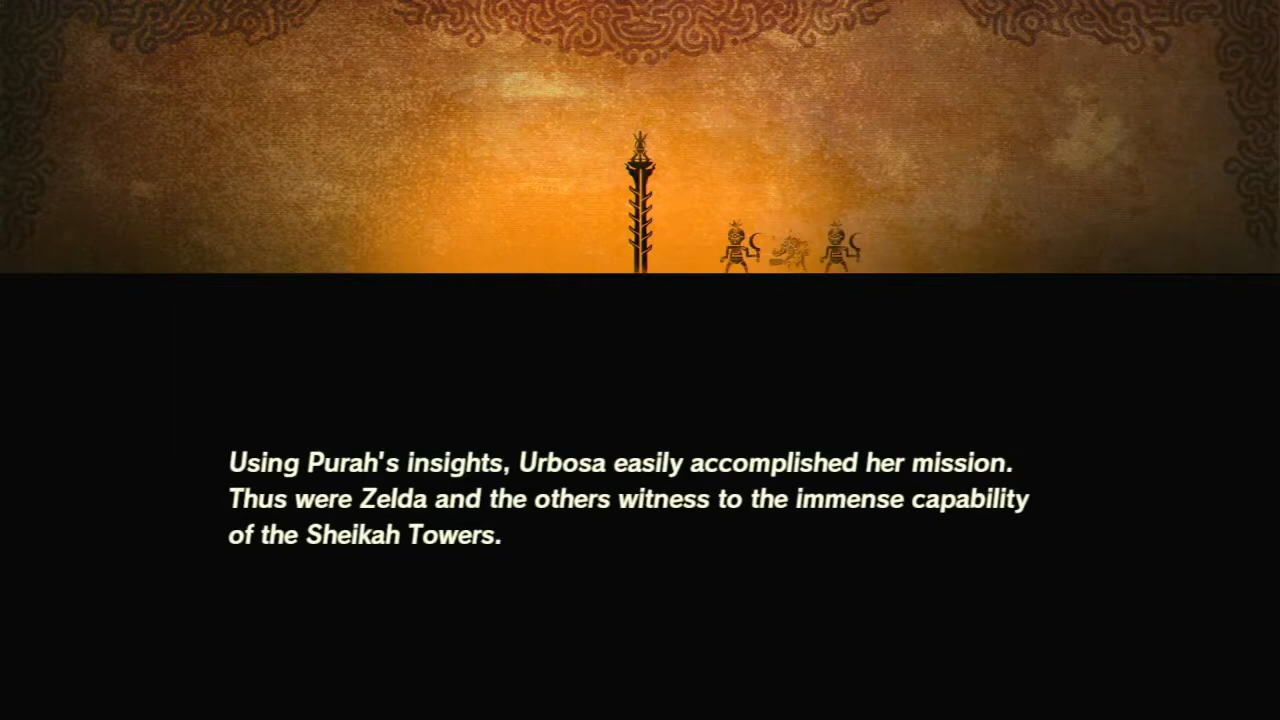 Using Purah's insights, Urbosa easily accomplished her mission.
Thus were Zelda and the others witness to the immense capability
of the Sheikah Towers.